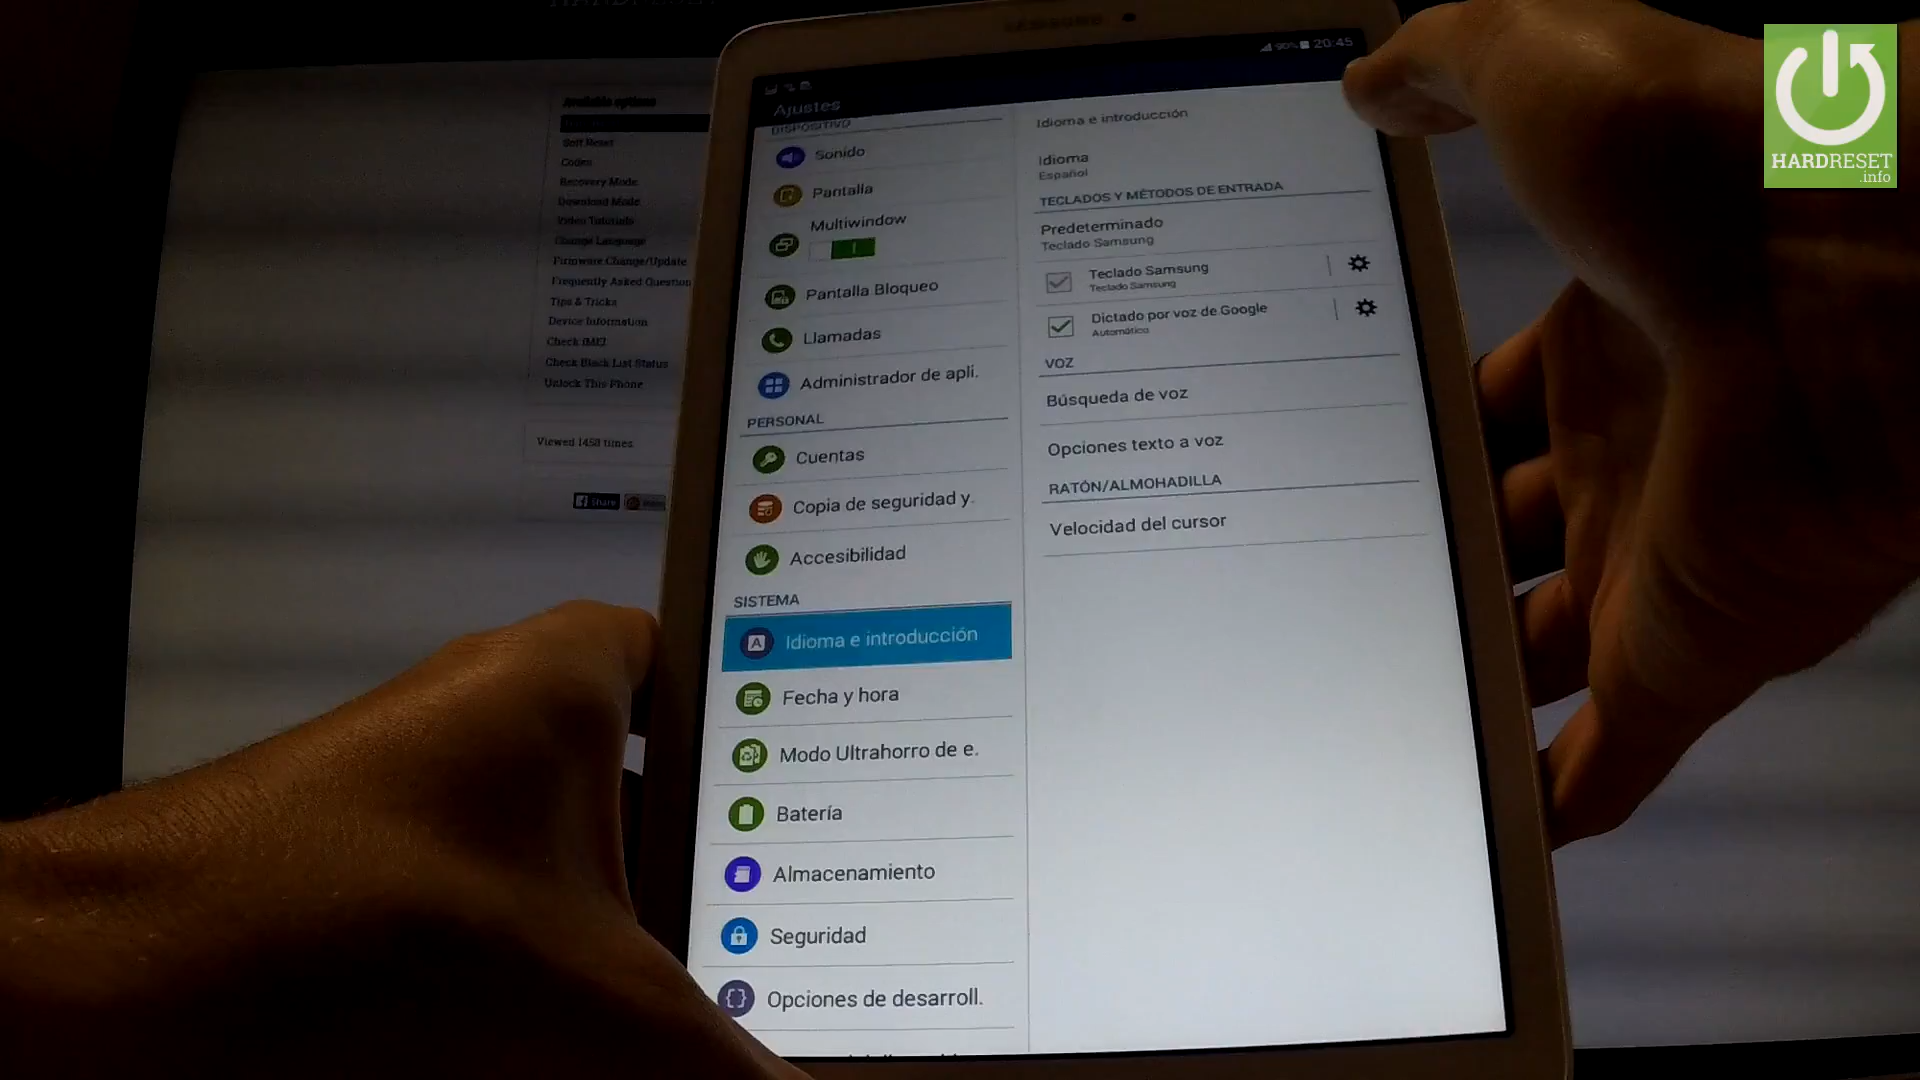 SAMSUNG
90% 20:45
HARDRESET
.info
Available options
Soft Reset
Codes
Recovery Mode
Download Mode
Video Tutorials
Change Language
Firmware Change/Update
Frequently Asked Question
Tips & Tricks
Device Information
Check IMEI
Check Black List Status
Unlock This Phone
Viewed 1458 times
Share
Ajustes
DISPOSITIVO
Sonido
Pantalla
Multiwindow
Pantalla Bloqueo
Llamadas
Administrador de apli.
PERSONAL
Cuentas
Copia de seguridad y.
Accesibilidad
SISTEMA
Idioma e introducción
Fecha y hora
Modo Ultrahorro de e.
Batería
Almacenamiento
Seguridad
Opciones de desarroll.
Idioma e introducción
Idioma
Español
TECLADOS Y MÉTODOS DE ENTRADA
Predeterminado
Teclado Samsung
Teclado Samsung
Teclado Samsung
Dictado por voz de Google
Automático
VOZ
Búsqueda de voz
Opciones texto a voz
RATÓN/ALMOHADILLA
Velocidad del cursor